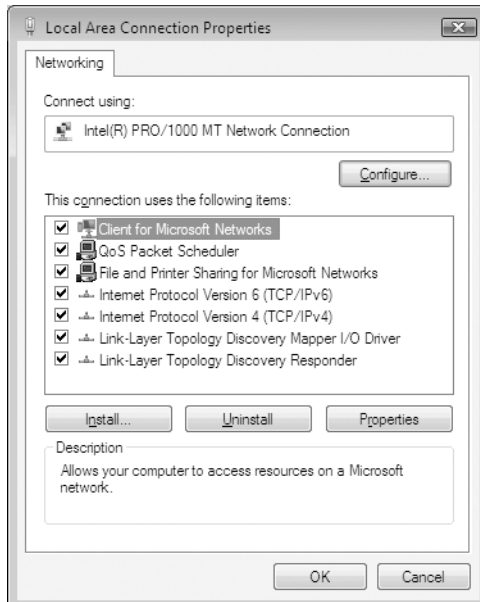 Local Area Connection Properties
Networking
Connect using:
Intel(R) PRO/1000 MT Network Connection
Configure...
This connection uses the following items:
Client for Microsoft Networks
QoS Packet Scheduler
File and Printer Sharing for Microsoft Networks
Internet Protocol Version 6 (TCP/IPv6)
Internet Protocol Version 4 (TCP/IPv4)
Link-Layer Topology Discovery Mapper I/O Driver
Link-Layer Topology Discovery Responder
Install...
Uninstall
Properties
Description
Allows your computer to access resources on a Microsoft
network.
OK
Cancel